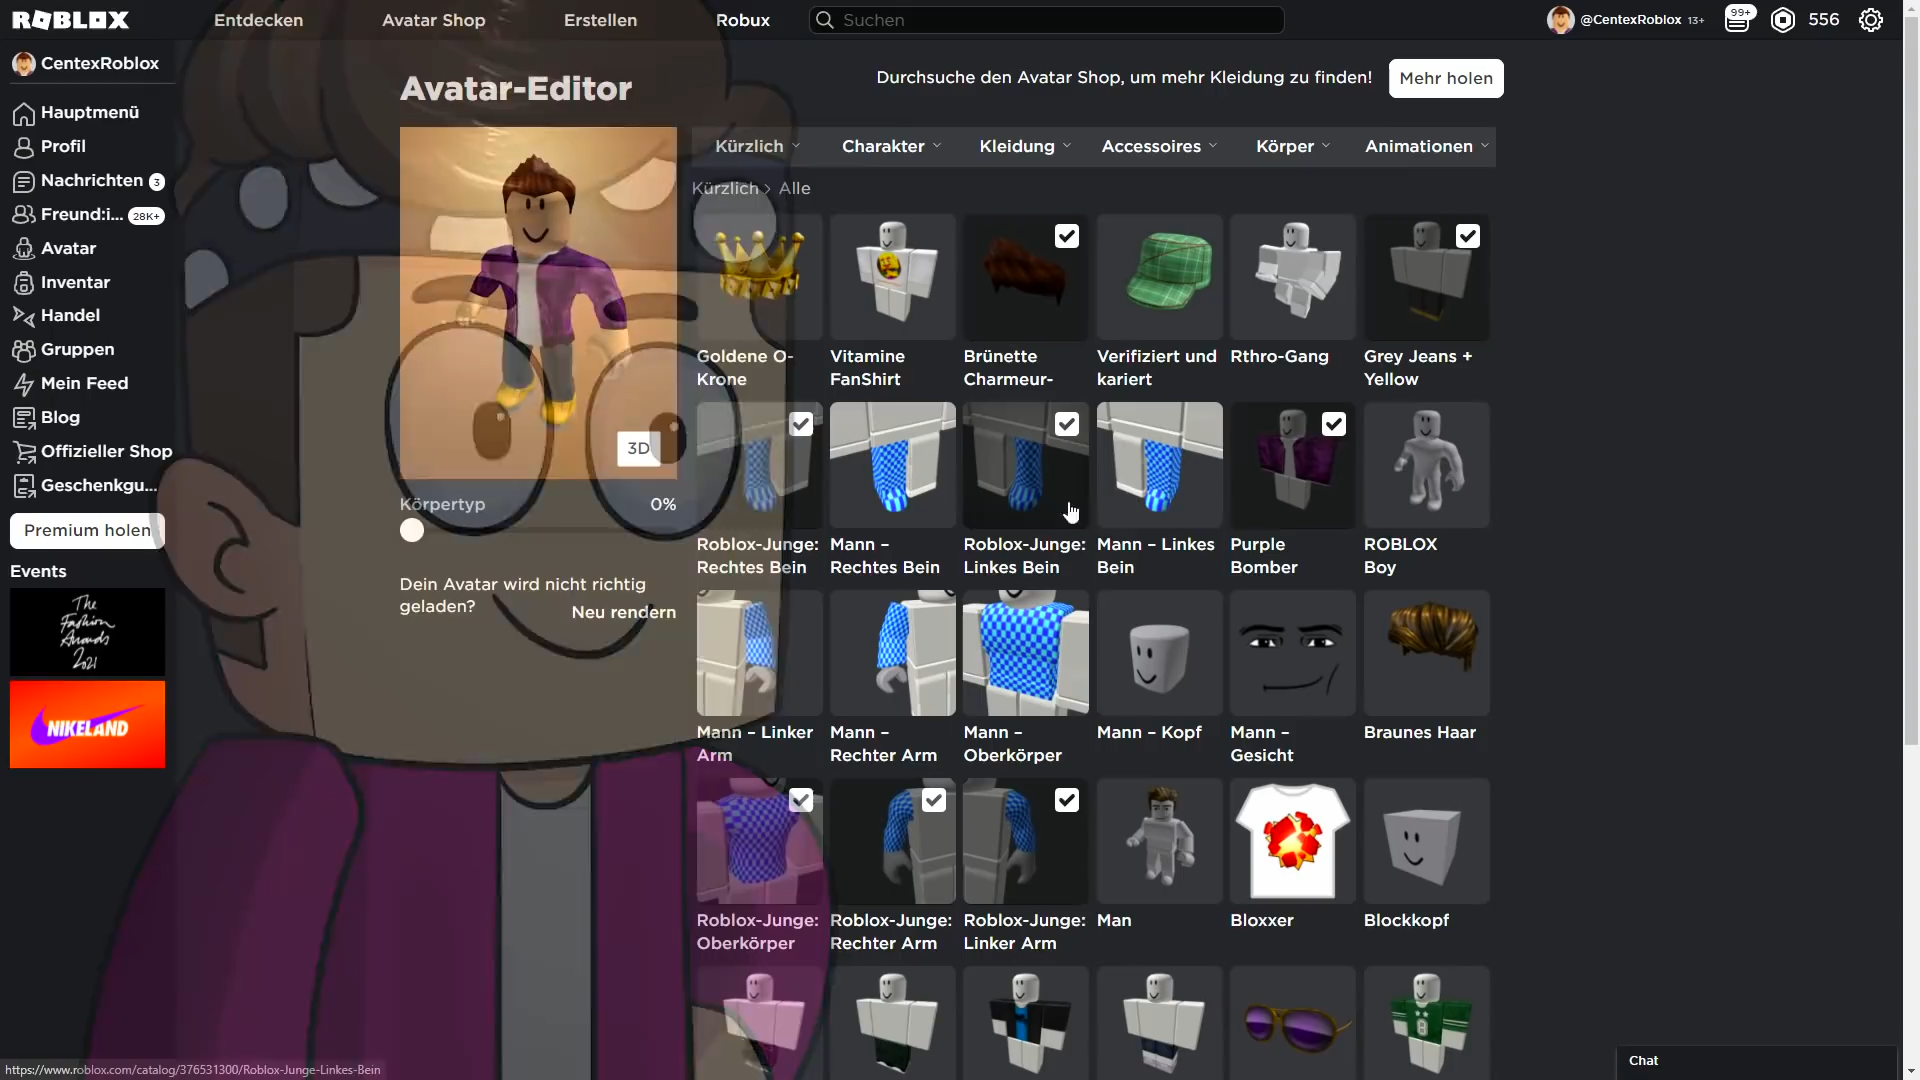 ROBLOX
Entdecken
Avatar Shop
Erstellen
Robux
Suchen
@CentexRoblox 13+
99+
556
CentexRoblox
Hauptmenü
Profil
Nachrichten 3
Freund:i... 28K+
Avatar
Inventar
Handel
Gruppen
Mein Feed
Blog
Offizieller Shop
Geschenkgu...
Premium holen
Events
The
Fashion
Awards
2021
NIKELAND
Avatar-Editor
3D
Körpertyp 0%
Dein Avatar wird nicht richtig
geladen?
Neu rendern
Durchsuche den Avatar Shop, um mehr Kleidung zu finden!
Mehr holen
Kürzlich
Charakter
Kleidung
Accessoires
Körper
Animationen
Kürzlich > Alle
Goldene O-
Krone
Vitamine
FanShirt
Brünette
Charmeur-
Verifiziert und
kariert
Rthro-Gang
Grey Jeans +
Yellow
Roblox-Junge:
Rechtes Bein
Mann –
Rechtes Bein
Roblox-Junge:
Linkes Bein
Mann – Linkes
Bein
Purple
Bomber
ROBLOX
Boy
Mann – Linker
Arm
Mann –
Rechter Arm
Mann –
Oberkörper
Mann – Kopf
Mann –
Gesicht
Braunes Haar
Roblox-Junge:
Oberkörper
Roblox-Junge:
Rechter Arm
Roblox-Junge:
Linker Arm
Man
Bloxxer
Blockkopf
8
Chat
https://www.roblox.com/catalog/376531300/Roblox-Junge-Linkes-Bein